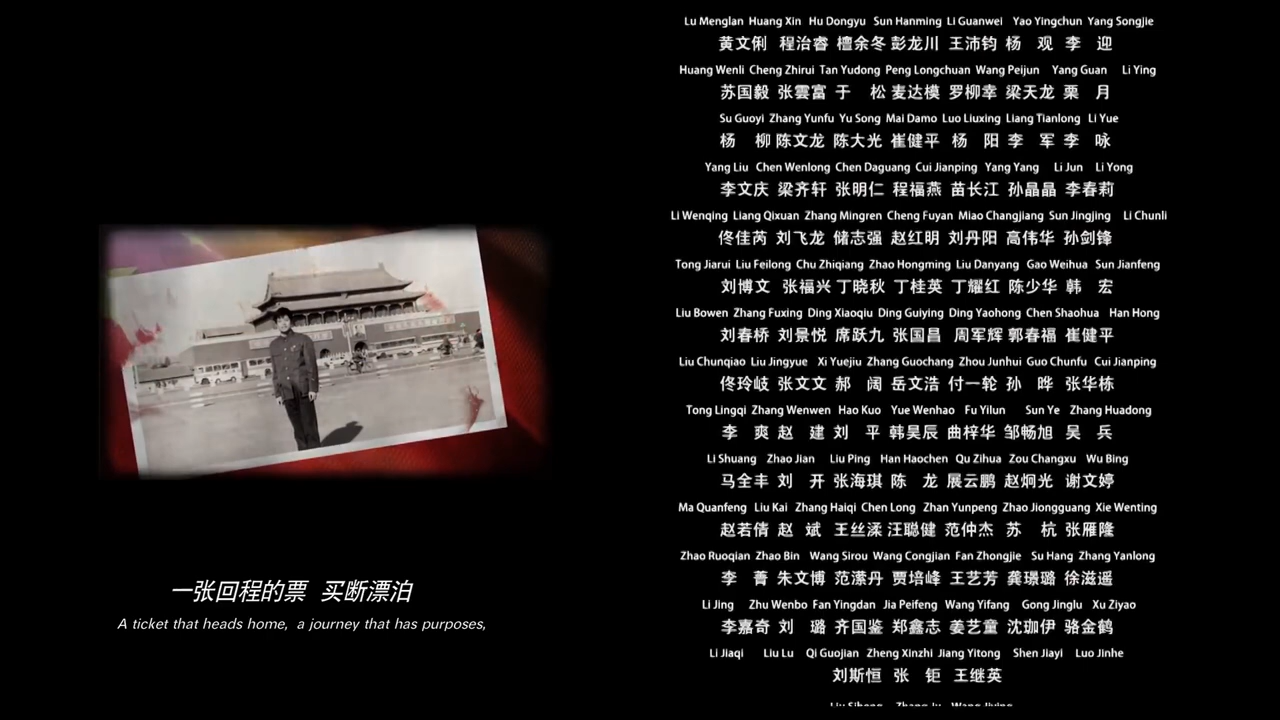 Lu Menglan Huang Xin Hu Dongyu Sun Hanming Li Guanwei Yao Yingchun Yang Songjie
黄文俐 程治睿 檀余冬 彭龙川 王沛钧 杨 观 李 迎
Huang Wenli Cheng Zhirui Tan Yudong Peng Longchuan Wang Peijun Yang Guan Li Ying
苏国毅 张雲富 于 松 麦达模 罗柳幸 梁天龙 栗 月
Su Guoyi Zhang Yunfu Yu Song Mai Damo Luo Liuxing Liang Tianlong Li Yue
杨 柳 陈文龙 陈大光 崔健平 杨 阳 李 军 李 咏
Yang Liu Chen Wenlong Chen Daguang Cui Jianping Yang Yang Li Jun Li Yong
李文庆 梁齐轩 张明仁 程福燕 苗长江 孙晶晶 李春莉
Li Wenqing Liang Qixuan Zhang Mingren Cheng Fuyan Miao Changjiang Sun Jingjing Li Chunli
佟佳芮 刘飞龙 储志强 赵红明 刘丹阳 高伟华 孙剑锋
Tong Jiarui Liu Feilong Chu Zhiqiang Zhao Hongming Liu Danyang Gao Weihua Sun Jianfeng
刘博文 张福兴 丁晓秋 丁桂英 丁耀红 陈少华 韩 宏
Liu Bowen Zhang Fuxing Ding Xiaoqiu Ding Guiying Ding Yaohong Chen Shaohua Han Hong
刘春桥 刘景悦 席跃九 张国昌 周军辉 郭春福 崔健平
Liu Chunqiao Liu Jingyue Xi Yuejiu Zhang Guochang Zhou Junhui Guo Chunfu Cui Jianping
佟玲岐 张文文 郝 阔 岳文浩 付一轮 孙 晔 张华栋
Tong Lingqi Zhang Wenwen Hao Kuo Yue Wenhao Fu Yilun Sun Ye Zhang Huadong
李 爽 赵 建 刘 平 韩昊辰 曲梓华 邹畅旭 吴 兵
Li Shuang Zhao Jian Liu Ping Han Haochen Qu Zihua Zou Changxu Wu Bing
马全丰 刘 开 张海琪 陈 龙 展云鹏 赵炯光 谢文婷
Ma Quanfeng Liu Kai Zhang Haiqi Chen Long Zhan Yunpeng Zhao Jiongguang Xie Wenting
赵若倩 赵 斌 王丝渘 汪聪健 范仲杰 苏 杭 张雁隆
Zhao Ruoqian Zhao Bin Wang Sirou Wang Congjian Fan Zhongjie Su Hang Zhang Yanlong
李 菁 朱文博 范潆丹 贾培峰 王艺芳 龚璟璐 徐滋遥
Li Jing Zhu Wenbo Fan Yingdan Jia Peifeng Wang Yifang Gong Jinglu Xu Ziyao
李嘉奇 刘 璐 齐国鉴 郑鑫志 姜艺童 沈珈伊 骆金鹤
Li Jiaqi Liu Lu Qi Guojian Zheng Xinzhi Jiang Yitong Shen Jiayi Luo Jinhe
刘斯恒 张 钜 王继英
一张回程的票 买断漂泊
A ticket that heads home, a journey that has purposes,